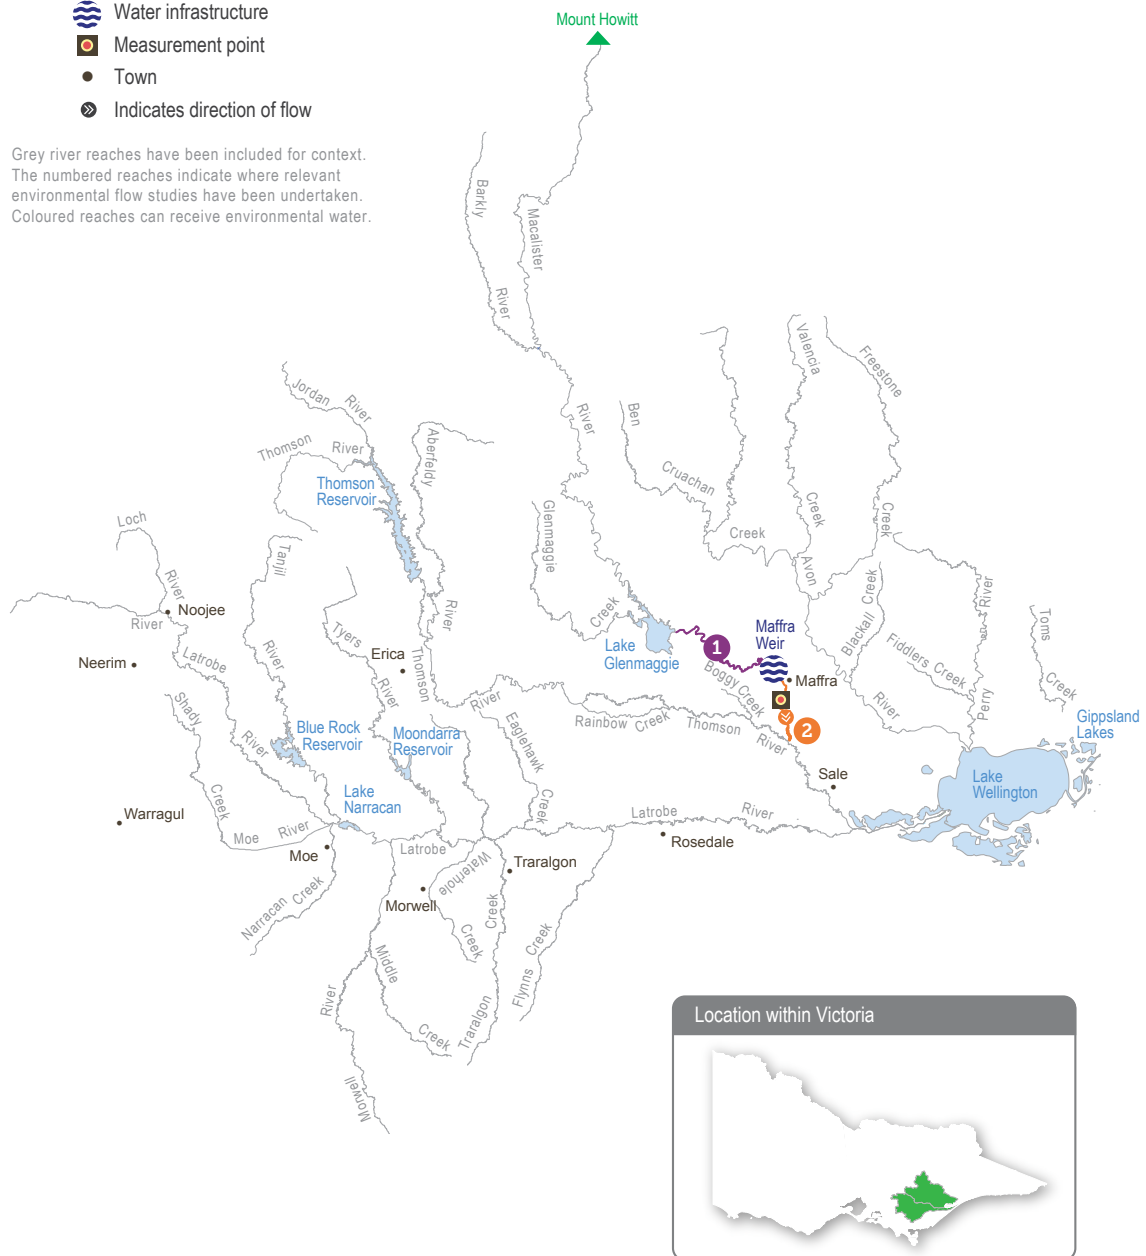 Water infrastructure
Measurement point
Town
Indicates direction of flow
Grey river reaches have been included for context.
The numbered reaches indicate where relevant
environmental flow studies have been undertaken.
Coloured reaches can receive environmental water.
Mount Howitt
Barkly
River
Macalister
River
Jordan
River
Thomson
River
Thomson
Reservoir
Aberfeldy
River
Thomson
River
Loch
River
Noojee
River
Latrobe
River
Neerim
Tanjil
River
Tyers
River
Erica
Glenmaggie
Creek
Ben
Cruachan
Creek
Valencia
Creek
Freestone
Creek
Avon
River
Blackall Creek
Fiddlers Creek
Perry
River
Toms
Creek
Lake
Glenmaggie
1
Maffra
Weir
Maffra
Boggy Creek
2
Rainbow Creek
Thomson
River
Eaglehawk
Creek
Shady
Creek
Blue Rock
Reservoir
Moondarra
Reservoir
Lake
Narracan
Warragul
Moe
River
Moe
Narracan
Creek
Latrobe
Latrobe
River
Sale
Rosedale
Lake
Wellington
Gippsland
Lakes
Traralgon
Morwell
Waterhole
Creek
Traralgon
Creek
Flynns
Creek
Middle
Creek
River
Morwell
Location within Victoria